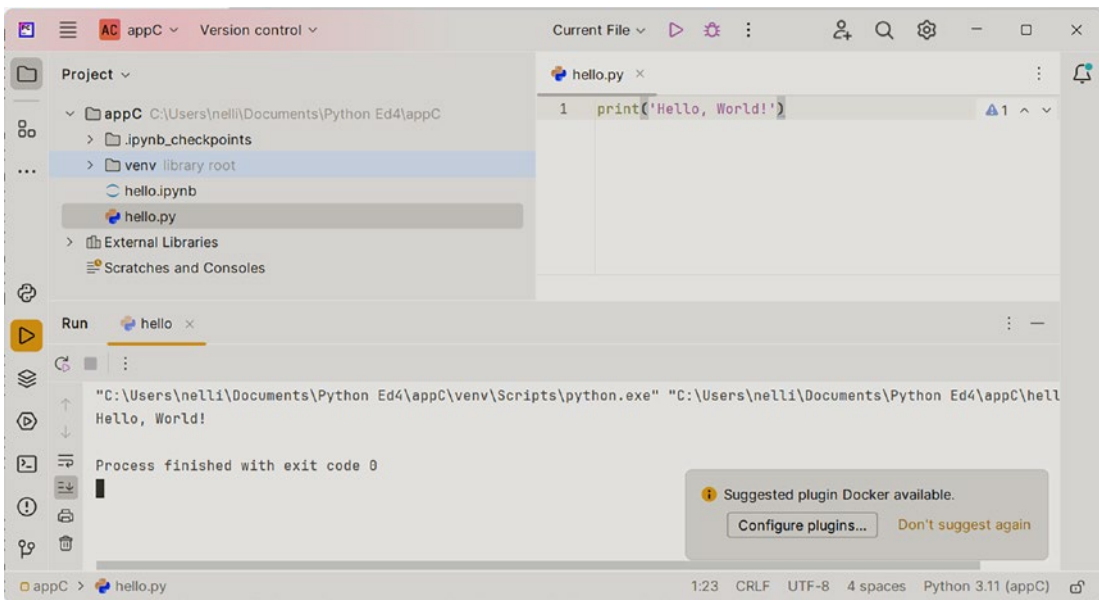 PC AC appC Version control Current File
Project
appC C:\Users\nelli\Documents\Python Ed4\appC
.ipynb_checkpoints
venv library root
hello.ipynb
hello.py
External Libraries
Scratches and Consoles
hello.py
1 print('Hello, World!') 1
Run hello
"C:\Users\nelli\Documents\Python Ed4\appC\venv\Scripts\python.exe" "C:\Users\nelli\Documents\Python Ed4\appC\hell
Hello, World!
Process finished with exit code 0
Suggested plugin Docker available.
Configure plugins... Don't suggest again
appC > hello.py 1:23 CRLF UTF-8 4 spaces Python 3.11 (appC)